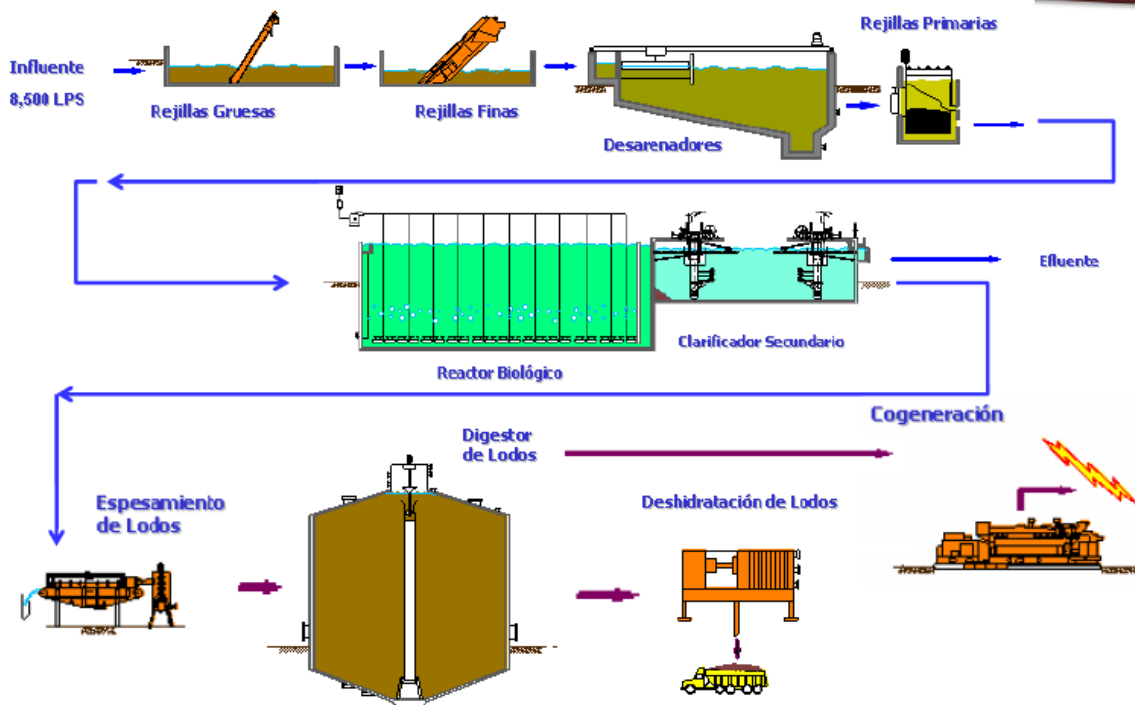 Influente
8,500 LPS
Rejillas Gruesas
Rejillas Finas
Desarenadores
Rejillas Primarias
Reactor Biológico
Clarificador Secundario
Efluente
Espesamiento
de Lodos
Digestor
de Lodos
Deshidratación de Lodos
Cogeneración